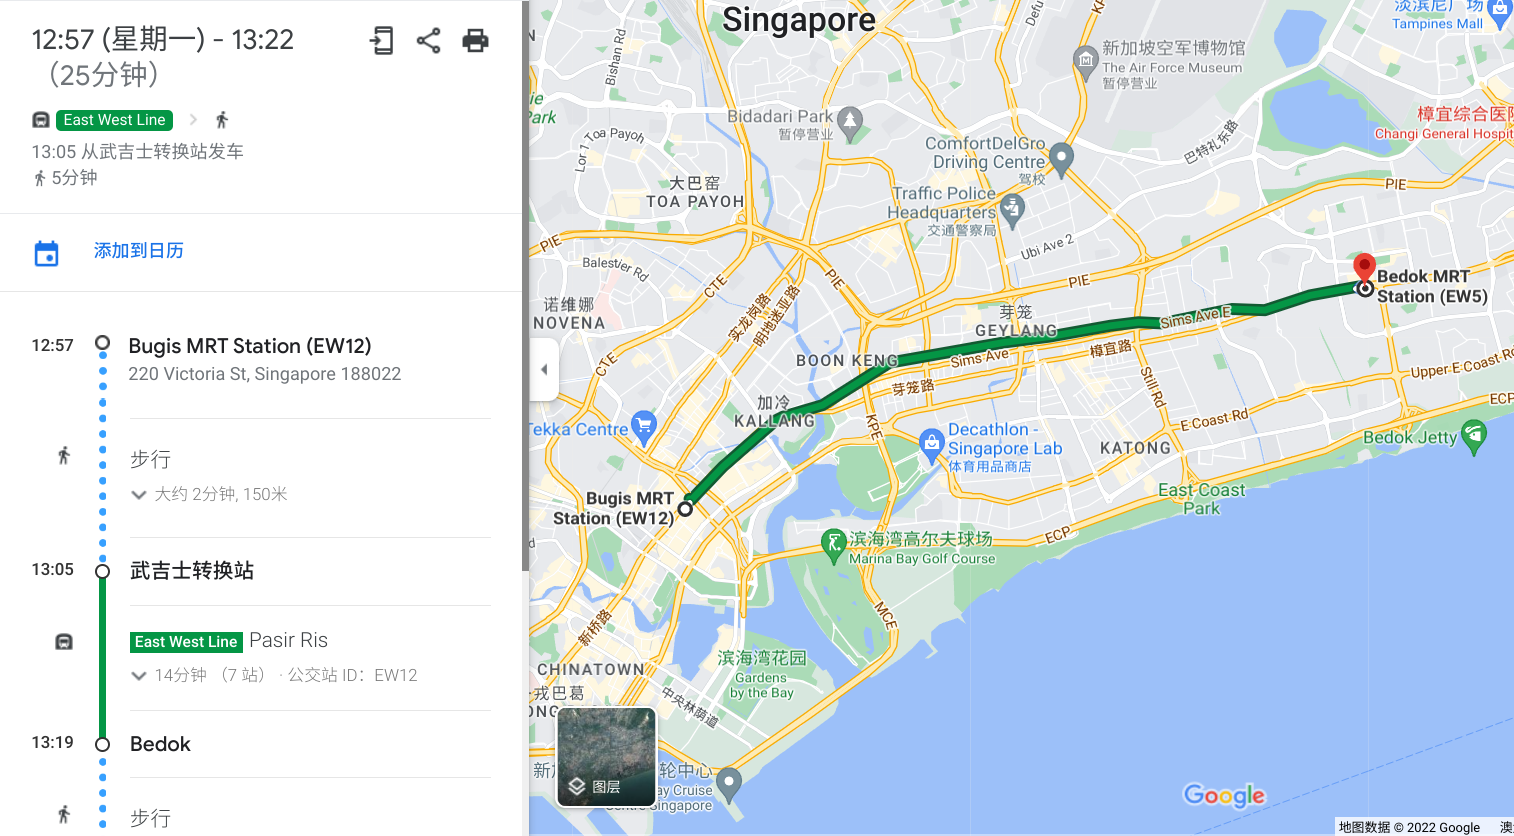 12:57 (星期一) - 13:22
（25分钟）
East West Line
13:05 从武吉士转换站发车
5分钟
添加到日历
12:57
Bugis MRT Station (EW12)
220 Victoria St, Singapore 188022
步行
大约 2分钟, 150米
13:05
武吉士转换站
East West Line Pasir Ris
14分钟 （7 站） · 公交站 ID： EW12
13:19
Bedok
步行
Singapore
Bishan Rd
KPE
淡滨尼广场
Tampines Mall
新加坡空军博物馆
The Air Force Museum
暂停营业
Park
Bidadari Park
暂停营业
Lor 1 Toa Payoh
樟宜综合医院
Changi General Hospit
ComfortDelGro
Driving Centre
驾校
巴特礼东路
大巴窑
TOA PAYOH
Traffic Police
Headquarters
交通警察局
PIE
PIE
Ubi Ave 2
Balestier Rd
CTE
PIE
PIE
Bedok MRT
Station (EW5)
诺维娜
NOVENA
实龙岗路
明地迷亚路
芽笼
GEYLANG
Sims Ave E
CTE
BOON KENG
Sims Ave
樟宜路
芽笼路
Still Rd
Upper E Coast Rd
ECP
加冷
KALLANG
KPE
E Coast Rd
Tekka Centre
Decathlon -
Singapore Lab
体育用品商店
KATONG
Bedok Jetty
Bugis MRT
Station (EW12)
East Coast
Park
ECP
滨海湾高尔夫球场
Marina Bay Golf Course
MCE
新桥路
CHINATOWN
滨海湾花园
Gardens
by the Bay
中央林荫道
戎巴葛
图层
轮中心
ay Cruise
Centre Singapore
Google
地图数据 © 2022 Google